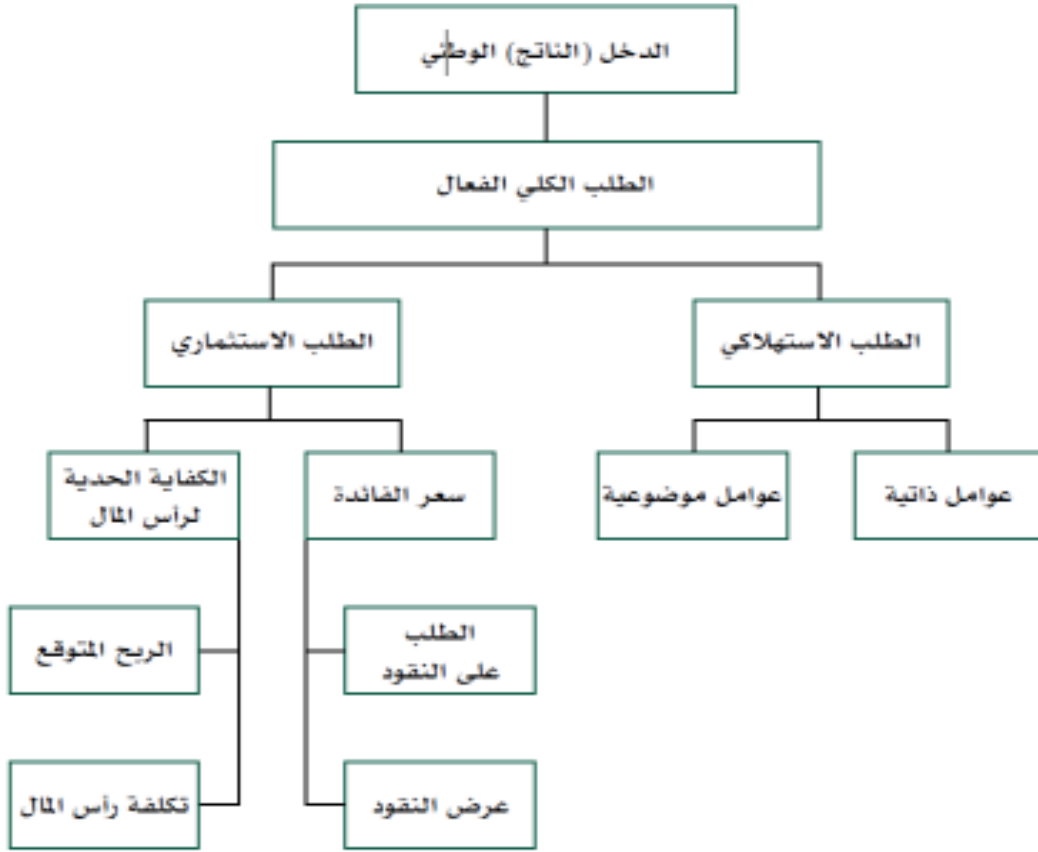 الدخل (الناتج) الوطني
الطلب الكلي الفعال
الطلب الاستهلاكي
الطلب الاستثماري
عوامل ذاتية
عوامل موضوعية
سعر الفائدة
الكفاية الحدية
لرأس المال
الطلب
على النقود
الربح المتوقع
عرض النقود
تكلفة رأس المال